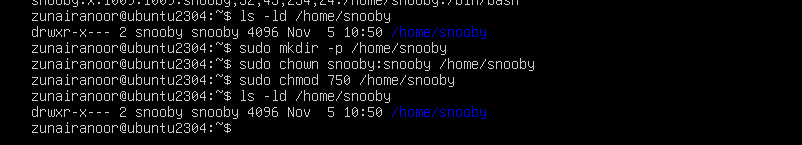 snooby:x:1005:1005:snooby,32,45,234,24:/home/snooby:/bin/bash
zunairanoor@ubuntu2304:~$ ls -ld /home/snooby
drwxr-x--- 2 snooby snooby 4096 Nov  5 10:50 /home/snooby
zunairanoor@ubuntu2304:~$ sudo mkdir -p /home/snooby
zunairanoor@ubuntu2304:~$ sudo chown snooby:snooby /home/snooby
zunairanoor@ubuntu2304:~$ sudo chmod 750 /home/snooby
zunairanoor@ubuntu2304:~$ ls -ld /home/snooby
drwxr-x--- 2 snooby snooby 4096 Nov  5 10:50 /home/snooby
zunairanoor@ubuntu2304:~$